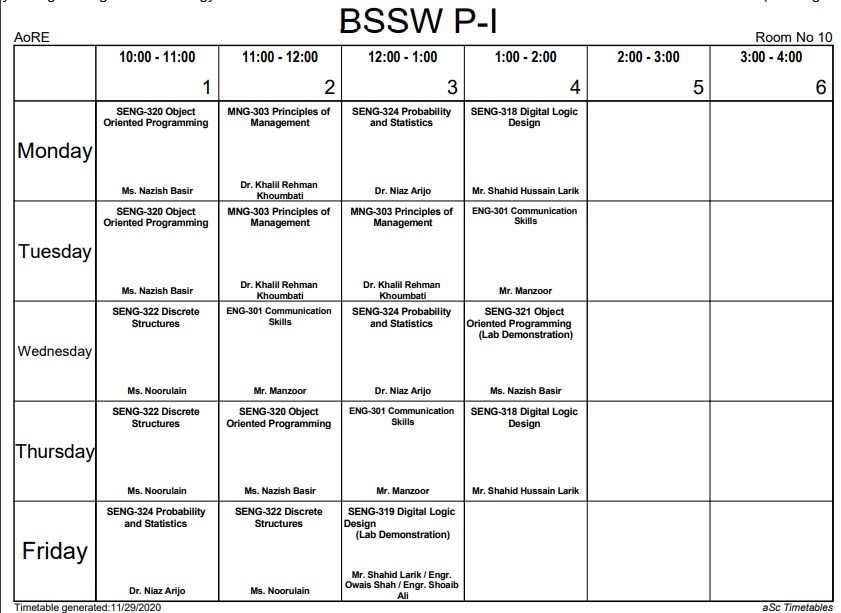 BSSW P-I
AoRE
Room No 10
10:00 - 11:00
11:00 - 12:00
12:00 - 1:00
1:00 - 2:00
2:00 - 3:00
3:00 - 4:00
1
2
3
4
5
6
Monday
SENG-320 Object
Oriented Programming
Ms. Nazish Basir
MNG-303 Principles of
Management
Dr. Khalil Rehman
Khoumbati
SENG-324 Probability
and Statistics
Dr. Niaz Arijo
SENG-318 Digital Logic
Design
Mr. Shahid Hussain Larik
Tuesday
SENG-320 Object
Oriented Programming
Ms. Nazish Basir
MNG-303 Principles of
Management
Dr. Khalil Rehman
Khoumbati
MNG-303 Principles of
Management
Dr. Khalil Rehman
Khoumbati
ENG-301 Communication
Skills
Mr. Manzoor
Wednesday
SENG-322 Discrete
Structures
Ms. Noorulain
ENG-301 Communication
Skills
Mr. Manzoor
SENG-324 Probability
and Statistics
Dr. Niaz Arijo
SENG-321 Object
Oriented Programming
(Lab Demonstration)
Ms. Nazish Basir
Thursday
SENG-322 Discrete
Structures
Ms. Noorulain
SENG-320 Object
Oriented Programming
Ms. Nazish Basir
ENG-301 Communication
Skills
Mr. Manzoor
SENG-318 Digital Logic
Design
Mr. Shahid Hussain Larik
Friday
SENG-324 Probability
and Statistics
Dr. Niaz Arijo
SENG-322 Discrete
Structures
Ms. Noorulain
SENG-319 Digital Logic
Design
(Lab Demonstration)
Mr. Shahid Larik / Engr.
Owais Shah / Engr. Shoaib
Ali
Timetable generated:11/29/2020
aSc Timetables